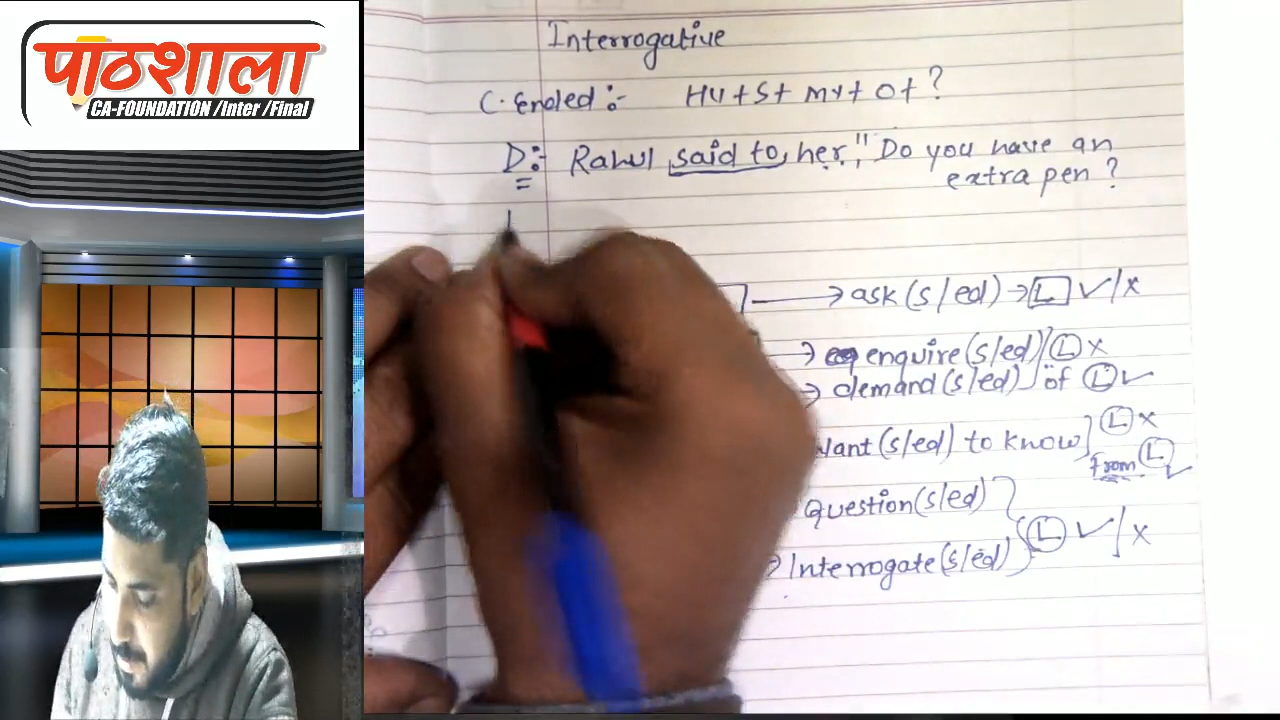 पाठशाला
CA-FOUNDATION /Inter /Final
Interrogative
C. Ended :- HV + S + MV + Ot ?
D:- Rahul said to her, "Do you have an
extra pen ?
→ ask (s/ed) → L ✓/x
→ enquire (s/ed) L x
→ demand (s/ed) of L ✓
(s/ed) to know L x
from L ✓
Question (s/ed)
→ Interrogate (s/ed) L ✓/x